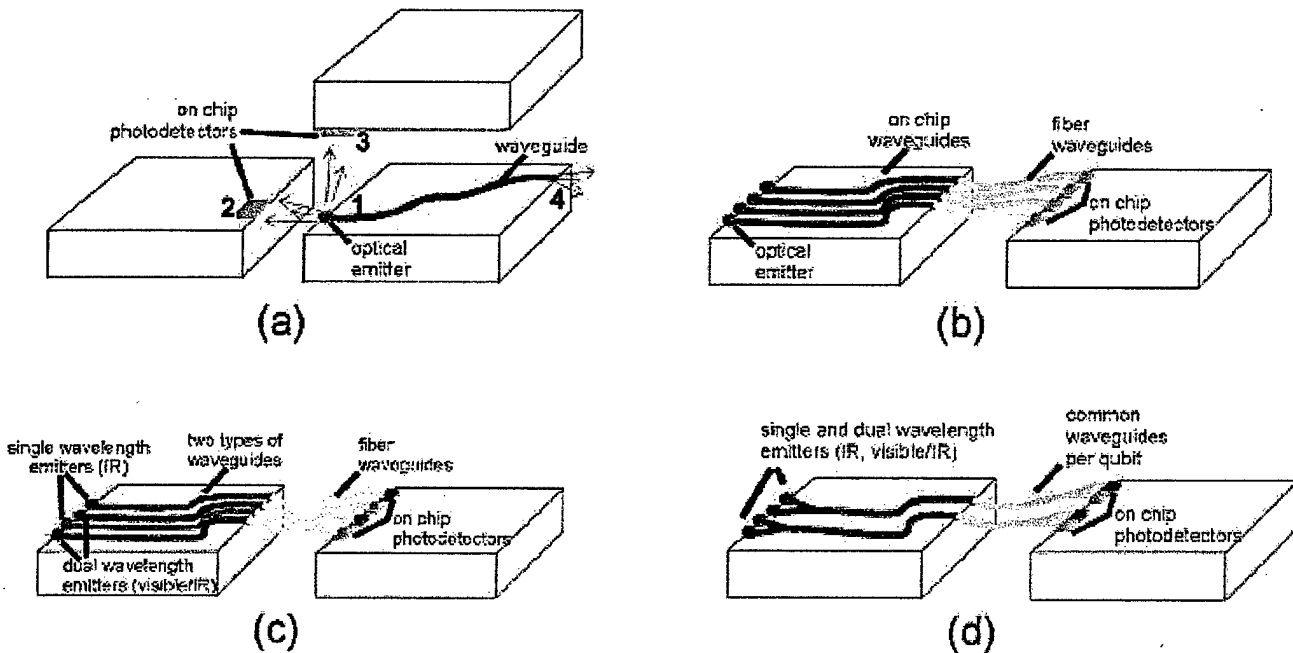 on chip
photodetectors
3
waveguide
2
1
4
optical
emitter
(a)
on chip
waveguides
fiber
waveguides
on chip
photodetectors
optical
emitter
(b)
single wavelength
emitters (IR)
two types of
waveguides
fiber
waveguides
on chip
photodetectors
dual wavelength
emitters (visible/IR)
(c)
single and dual wavelength
emitters (IR, visible/IR)
common
waveguides
per qubit
on chip
photodetectors
(d)